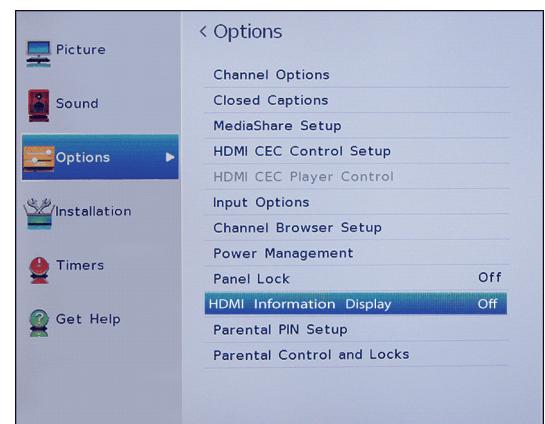 Picture
Sound
Options
Installation
Timers
Get Help
< Options
Channel Options
Closed Captions
MediaShare Setup
HDMI CEC Control Setup
HDMI CEC Player Control
Input Options
Channel Browser Setup
Power Management
Panel Lock Off
HDMI Information Display Off
Parental PIN Setup
Parental Control and Locks